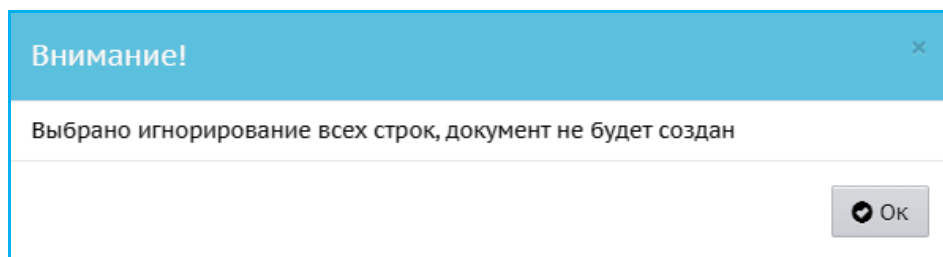 Внимание!
Выбрано игнорирование всех строк, документ не будет создан
Ок